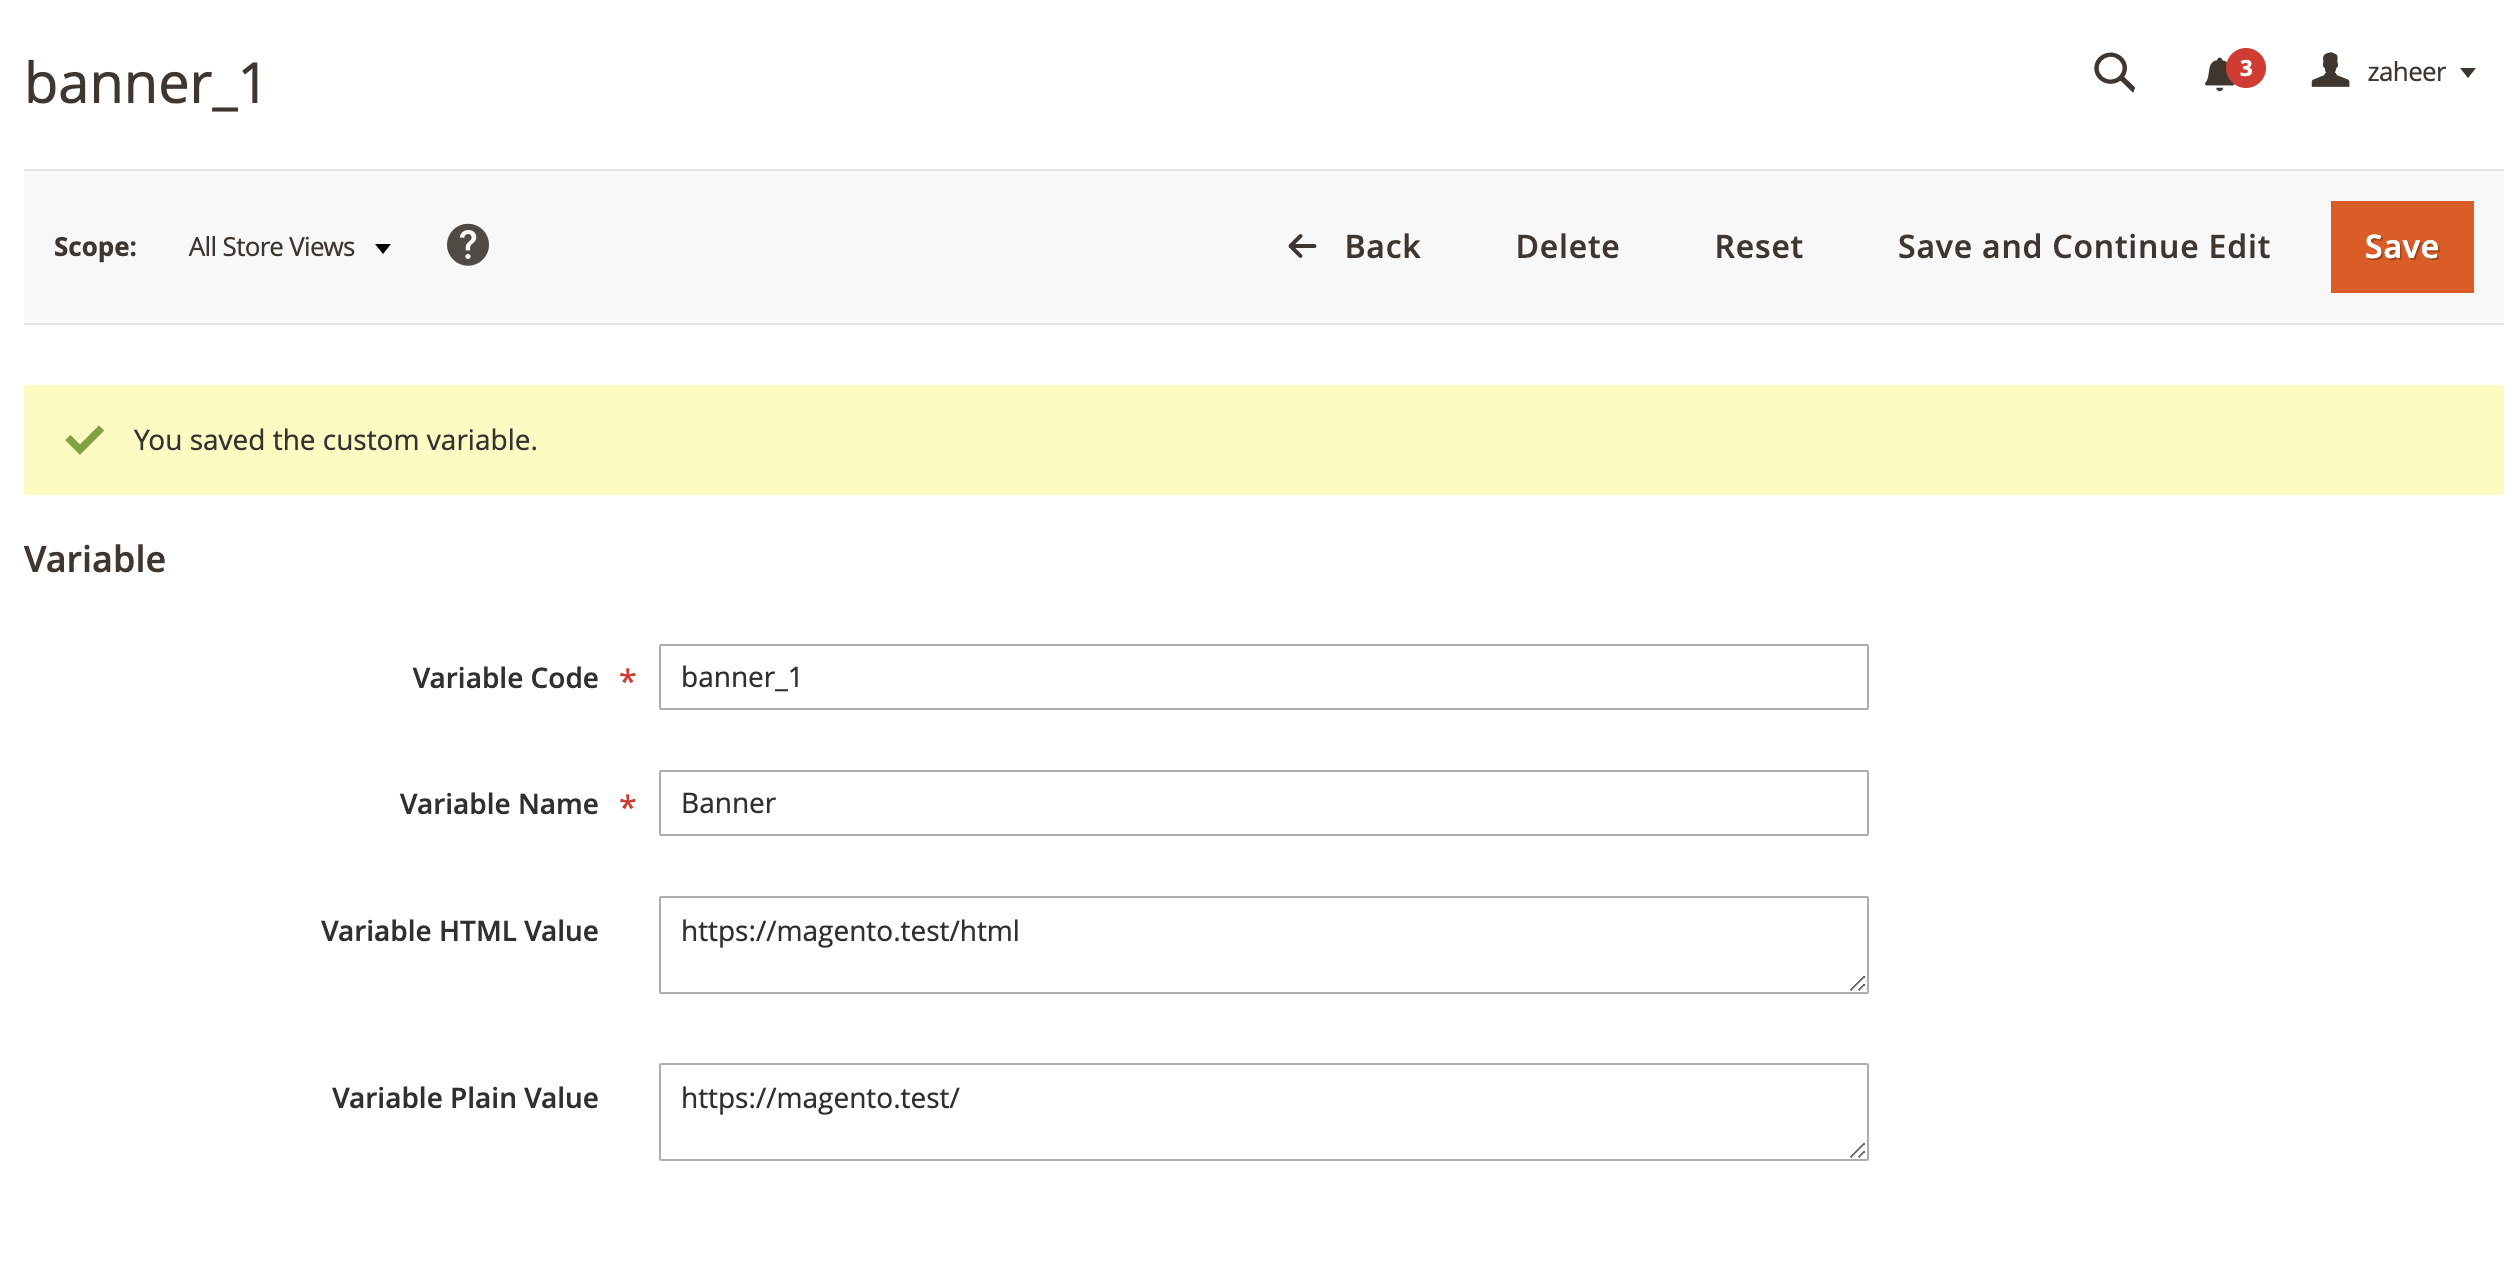 banner_1
3
zaheer
Scope: All Store Views ?
Back Delete Reset Save and Continue Edit Save
You saved the custom variable.
Variable
Variable Code * banner_1
Variable Name * Banner
Variable HTML Value https://magento.test/html
Variable Plain Value https://magento.test/